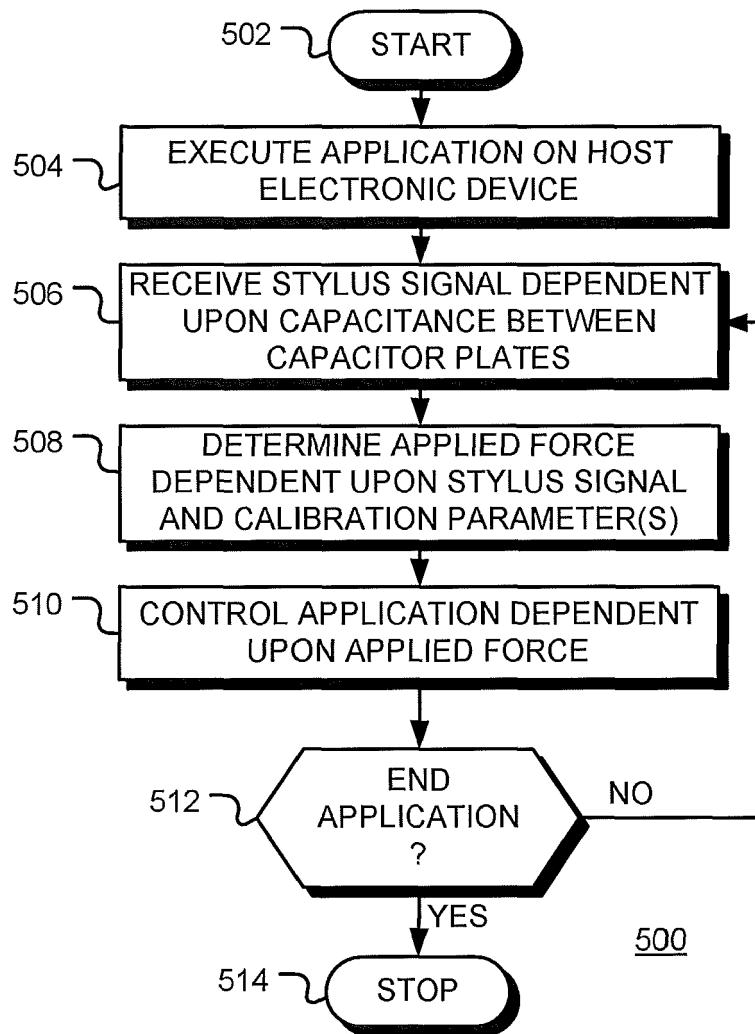 502
START
504
EXECUTE APPLICATION ON HOST
ELECTRONIC DEVICE
506
RECEIVE STYLUS SIGNAL DEPENDENT
UPON CAPACITANCE BETWEEN
CAPACITOR PLATES
508
DETERMINE APPLIED FORCE
DEPENDENT UPON STYLUS SIGNAL
AND CALIBRATION PARAMETER(S)
510
CONTROL APPLICATION DEPENDENT
UPON APPLIED FORCE
512
END
APPLICATION
?
NO
YES
500
514
STOP